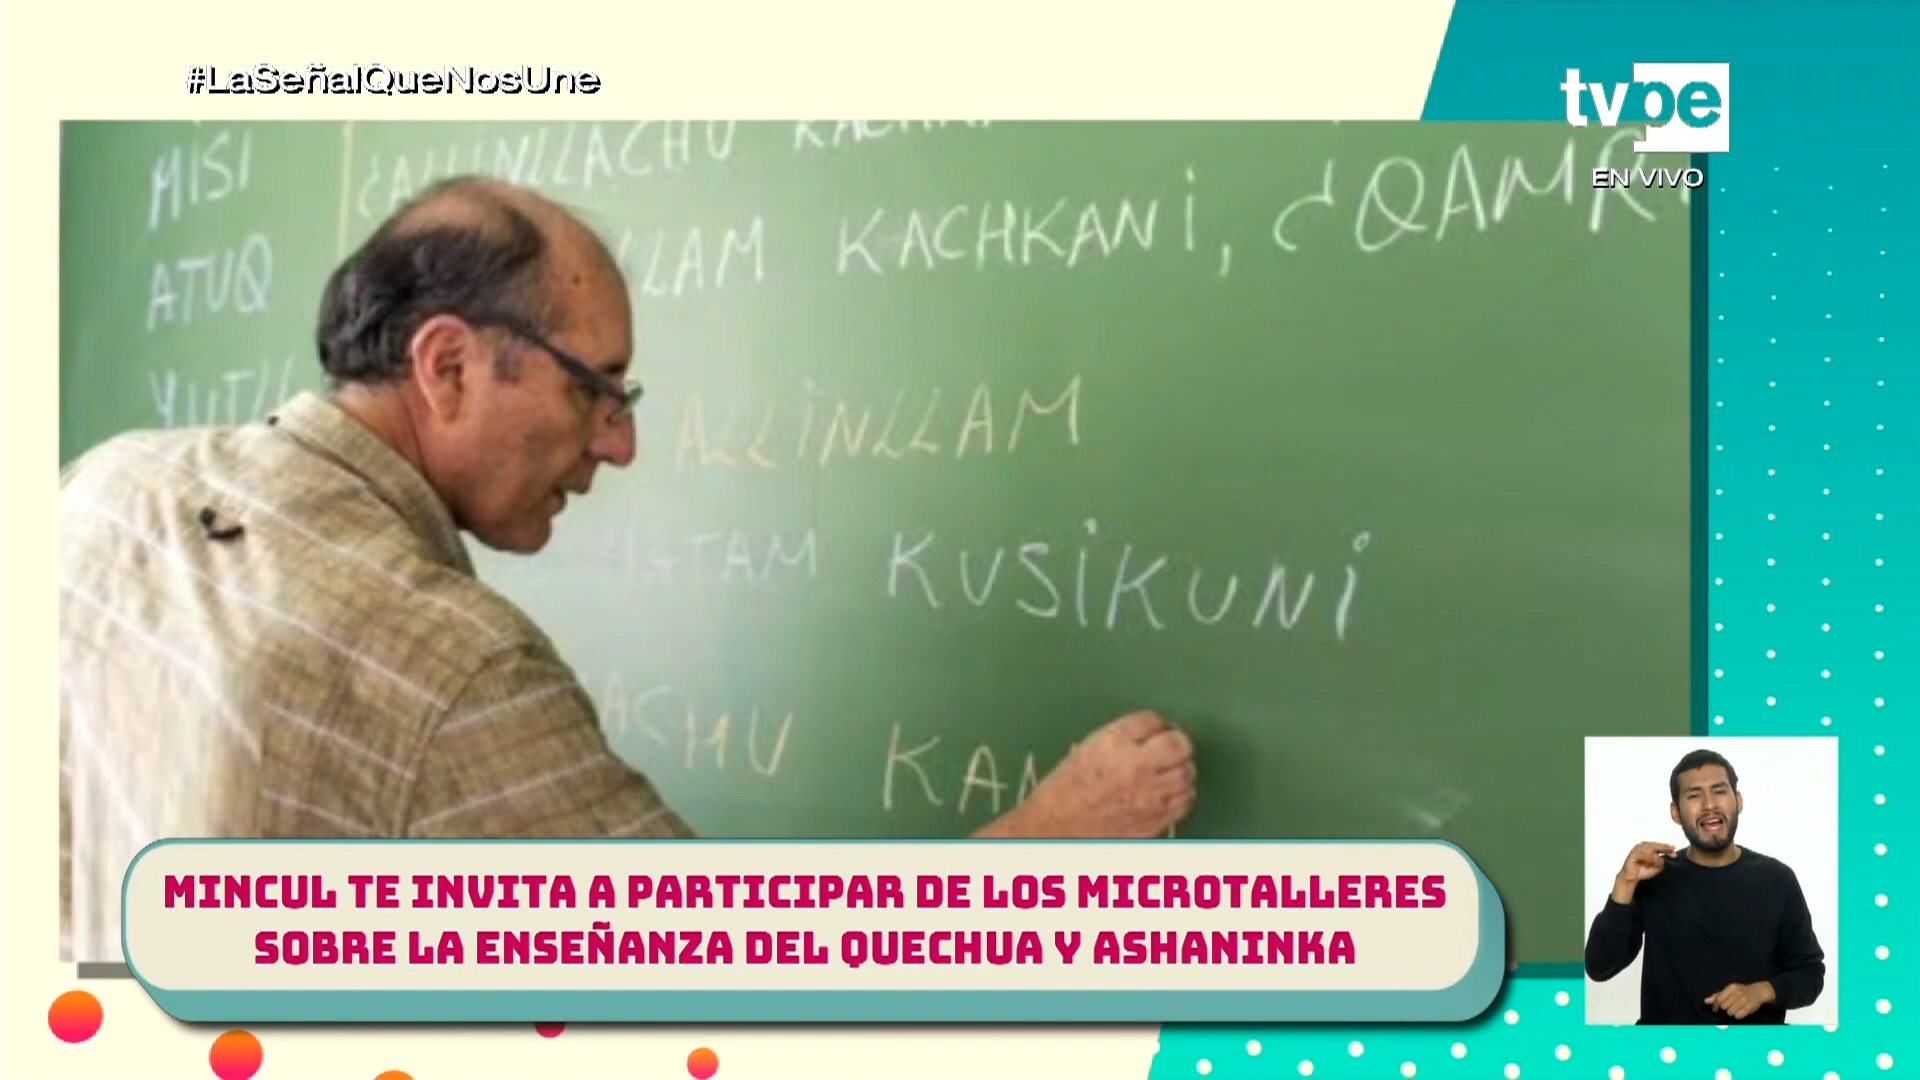 #LaSeñalQueNosUne
tvpe
EN VIVO
MISI
KACHKANI, ¿QAMR
ATUQ
ALLINLLAM
KUSIKUNI
MINCUL TE INVITA A PARTICIPAR DE LOS MICROTALLERES
SOBRE LA ENSEÑANZA DEL QUECHUA Y ASHANINKA